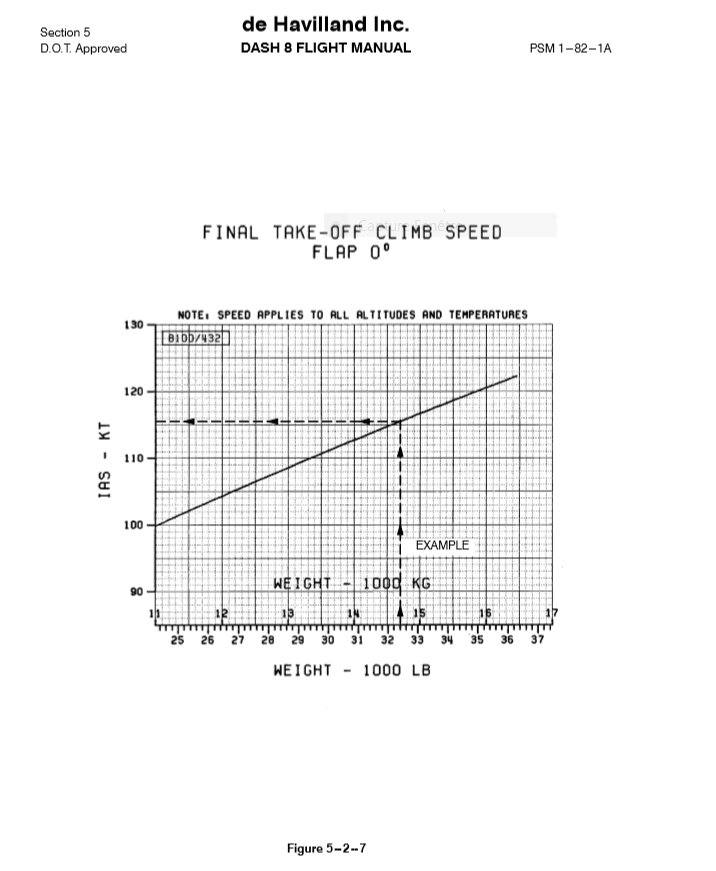 Section 5
D.O.T. Approved
de Havilland Inc.
DASH 8 FLIGHT MANUAL
PSM 1-82-1A
FINAL TAKE-OFF CLIMB SPEED
FLAP 0°
NOTE: SPEED APPLIES TO ALL ALTITUDES AND TEMPERATURES
8100/432
130
120
110
100
90
IAS - KT
EXAMPLE
WEIGHT - 1000 KG
11 12 13 14 15 16 17
25 26 27 28 29 30 31 32 33 34 35 36 37
WEIGHT - 1000 LB
Figure 5-2-7